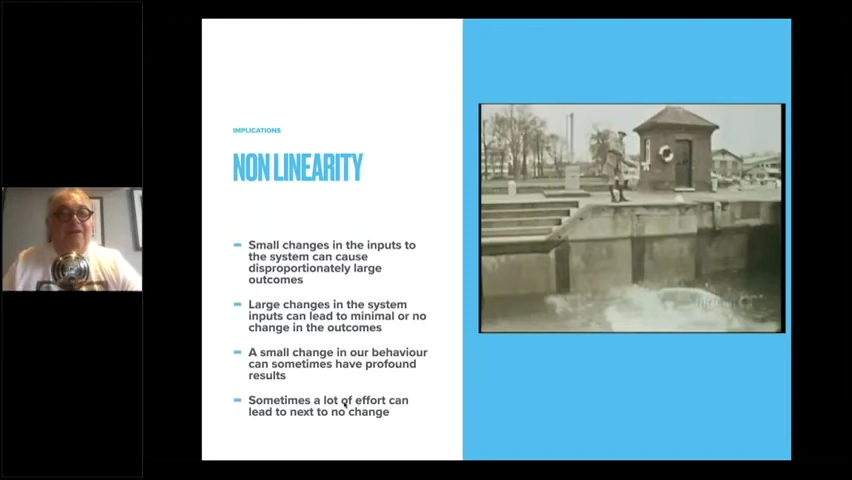 IMPLICATIONS
NON LINEARITY
Small changes in the inputs to
the system can cause
disproportionately large
outcomes
Large changes in the system
inputs can lead to minimal or no
change in the outcomes
A small change in our behaviour
can sometimes have profound
results
Sometimes a lot of effort can
lead to next to no change